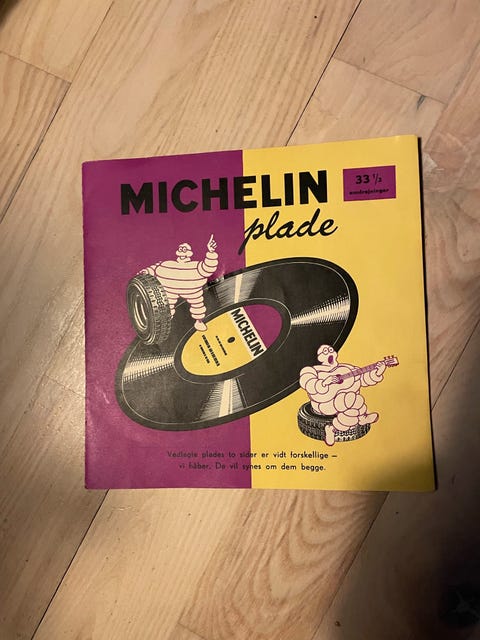 MICHELIN
plade
33 1/3
omdrejninger
MICHELIN
Vedlagte plades to sider er vidt forskellige —
vi håber, De vil synes om dem begge.